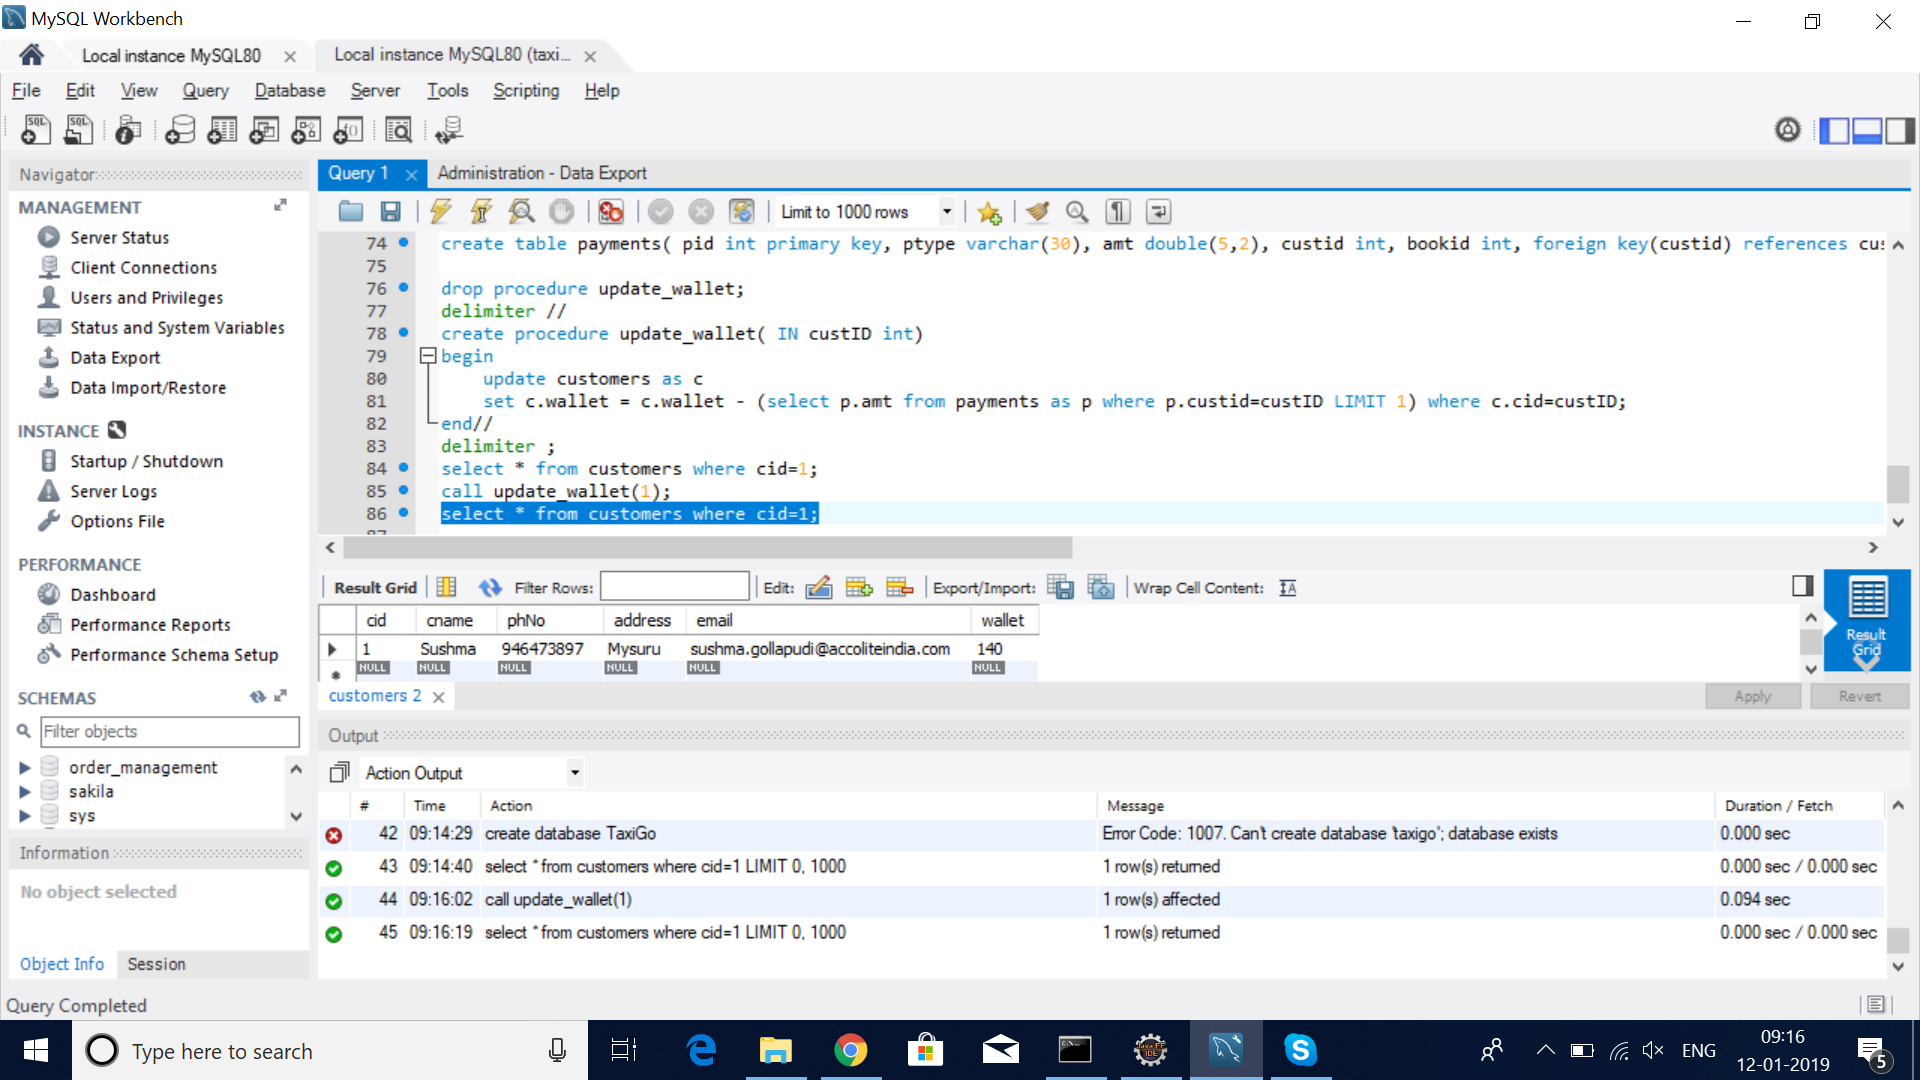 MySQL Workbench
Local instance MySQL80
Local instance MySQL80 (taxi...
File Edit View Query Database Server Tools Scripting Help
Navigator
MANAGEMENT
Server Status
Client Connections
Users and Privileges
Status and System Variables
Data Export
Data Import/Restore
INSTANCE
Startup / Shutdown
Server Logs
Options File
PERFORMANCE
Dashboard
Performance Reports
Performance Schema Setup
SCHEMAS
Filter objects
order_management
sakila
sys
Information
No object selected
Object Info Session
Query 1
Administration - Data Export
Limit to 1000 rows
74 create table payments( pid int primary key, ptype varchar(30), amt double(5,2), custid int, bookid int, foreign key(custid) references cus
75
76 drop procedure update_wallet;
77 delimiter //
78 create procedure update_wallet( IN custID int)
79 begin
80 update customers as c
81 set c.wallet = c.wallet - (select p.amt from payments as p where p.custid=custID LIMIT 1) where c.cid=custID;
82 end//
83 delimiter ;
84 select * from customers where cid=1;
85 call update_wallet(1);
86 select * from customers where cid=1;
Result Grid Filter Rows: Edit: Export/Import: Wrap Cell Content:
cid cname phNo address email wallet
1 Sushma 946473897 Mysuru sushma.gollapudi@accoliteindia.com 140
NULL NULL NULL NULL NULL NULL
Result Grid
customers 2
Apply Revert
Output
Action Output
# Time Action Message Duration / Fetch
42 09:14:29 create database TaxiGo Error Code: 1007. Can't create database 'taxigo'; database exists 0.000 sec
43 09:14:40 select * from customers where cid=1 LIMIT 0, 1000 1 row(s) returned 0.000 sec / 0.000 sec
44 09:16:02 call update_wallet(1) 1 row(s) affected 0.094 sec
45 09:16:19 select * from customers where cid=1 LIMIT 0, 1000 1 row(s) returned 0.000 sec / 0.000 sec
Query Completed
Type here to search
ENG
09:16
12-01-2019
5